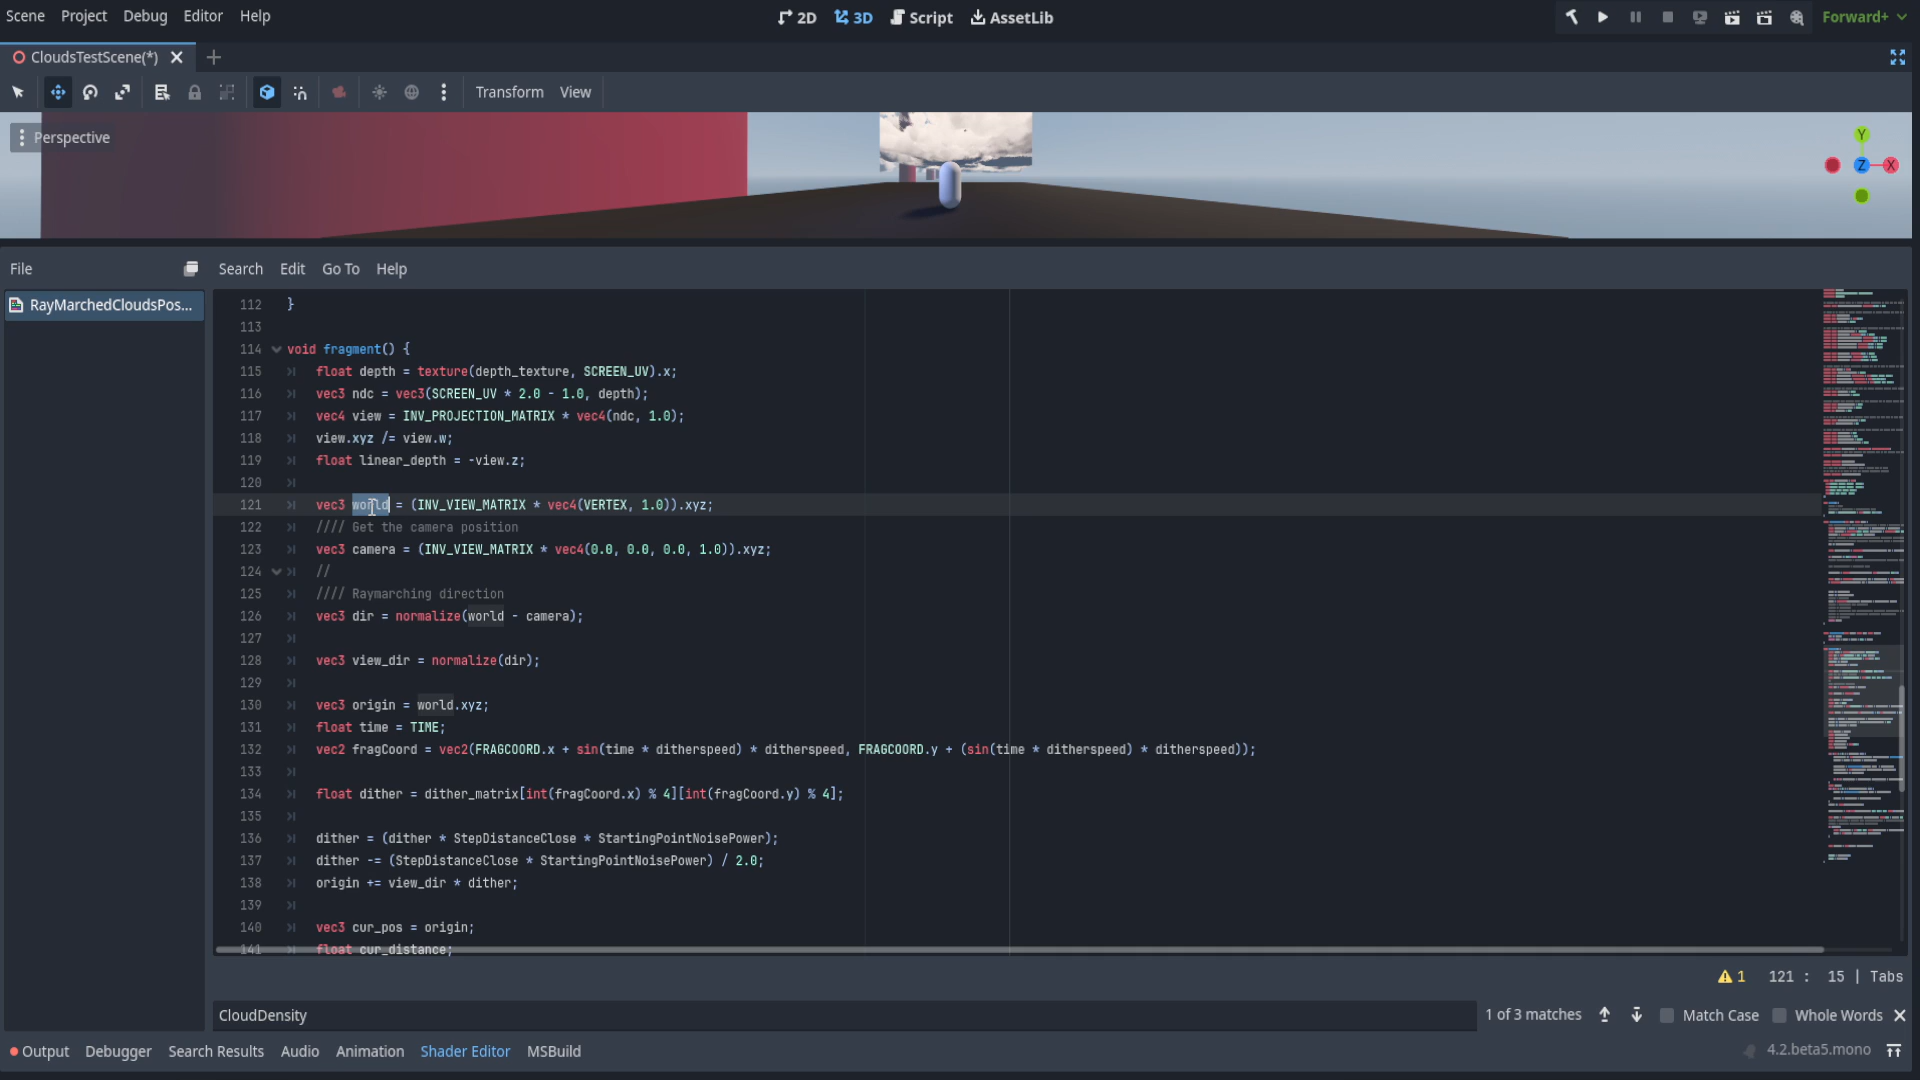 Scene Project Debug Editor Help
2D 3D Script AssetLib
Forward+
CloudsTestScene(*)
Transform View
Perspective
Y
Z X
File
Search Edit Go To Help
RayMarchedCloudsPos...
112 }
113
114 void fragment() {
115 float depth = texture(depth_texture, SCREEN_UV).x;
116 vec3 ndc = vec3(SCREEN_UV * 2.0 - 1.0, depth);
117 vec4 view = INV_PROJECTION_MATRIX * vec4(ndc, 1.0);
118 view.xyz /= view.w;
119 float linear_depth = -view.z;
120
121 vec3 world = (INV_VIEW_MATRIX * vec4(VERTEX, 1.0)).xyz;
122 //// Get the camera position
123 vec3 camera = (INV_VIEW_MATRIX * vec4(0.0, 0.0, 0.0, 1.0)).xyz;
124 //
125 //// Raymarching direction
126 vec3 dir = normalize(world - camera);
127
128 vec3 view_dir = normalize(dir);
129
130 vec3 origin = world.xyz;
131 float time = TIME;
132 vec2 fragCoord = vec2(FRAGCOORD.x + sin(time * ditherspeed) * ditherspeed, FRAGCOORD.y + (sin(time * ditherspeed) * ditherspeed));
133
134 float dither = dither_matrix[int(fragCoord.x) % 4][int(fragCoord.y) % 4];
135
136 dither = (dither * StepDistanceClose * StartingPointNoisePower);
137 dither -= (StepDistanceClose * StartingPointNoisePower) / 2.0;
138 origin += view_dir * dither;
139
140 vec3 cur_pos = origin;
141 float cur_distance;
1 121 : 15 | Tabs
CloudDensity
1 of 3 matches Match Case Whole Words
Output Debugger Search Results Audio Animation Shader Editor MSBuild
4.2.beta5.mono